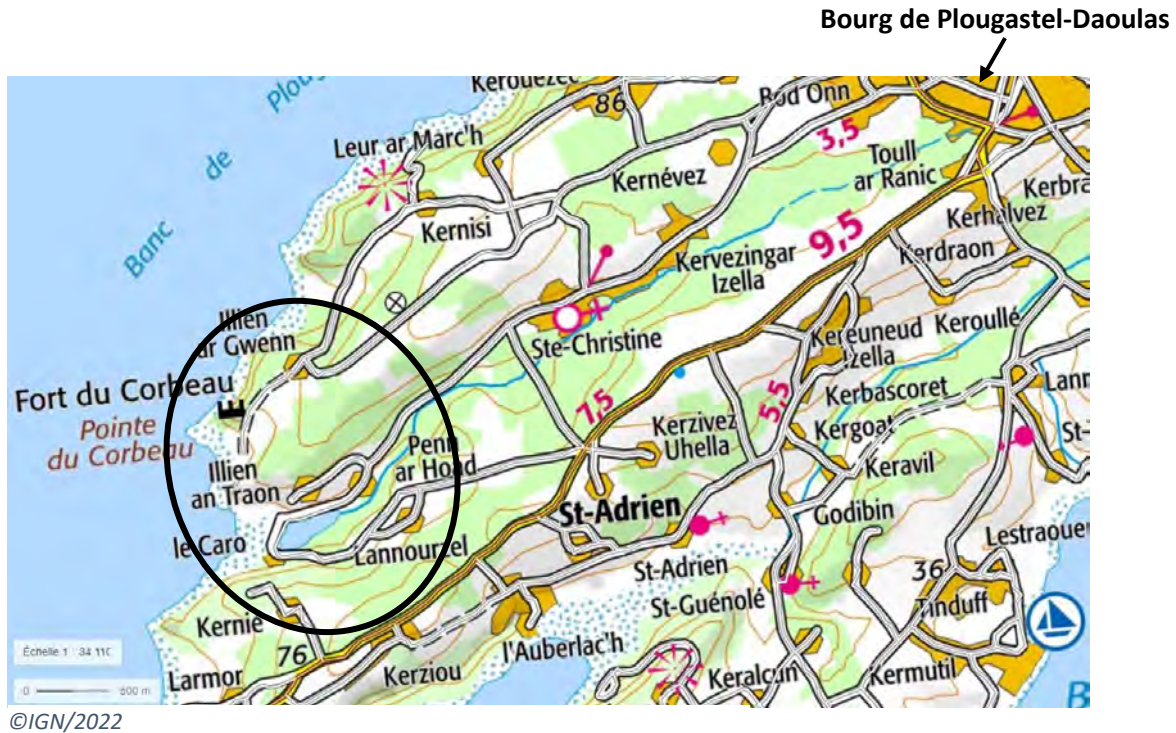 Bourg de Plougastel-Daoulas
Kerouezec
Bod Onn
86
Leur ar Marc'h
3,5
Toull
ar Ranic
de
Kernévez
Kernisi
Kerhalvez
Banc
9,5
Kerdraon
Kervezingar
Izella
Illien
ar Gwenn
Ste-Christine
Kereuneud
Izella
Keroullé
Fort du Corbeau
E
Pointe
du Corbeau
7,5
5,5
Kerbascoret
Kerzivez
Uhella
Kergoat
Penn
ar Hoad
Illien
an Traon
Keravil
St-Adrien
Godibin
le Caro
Lannourzel
St-Adrien
36
St-Guénolé
Tinduff
Kernie
l'Auberlac'h
Échelle 1 : 34 110
76
Larmor
Kerziou
Keralcun
Kermutil
0
500 m
B
©IGN/2022